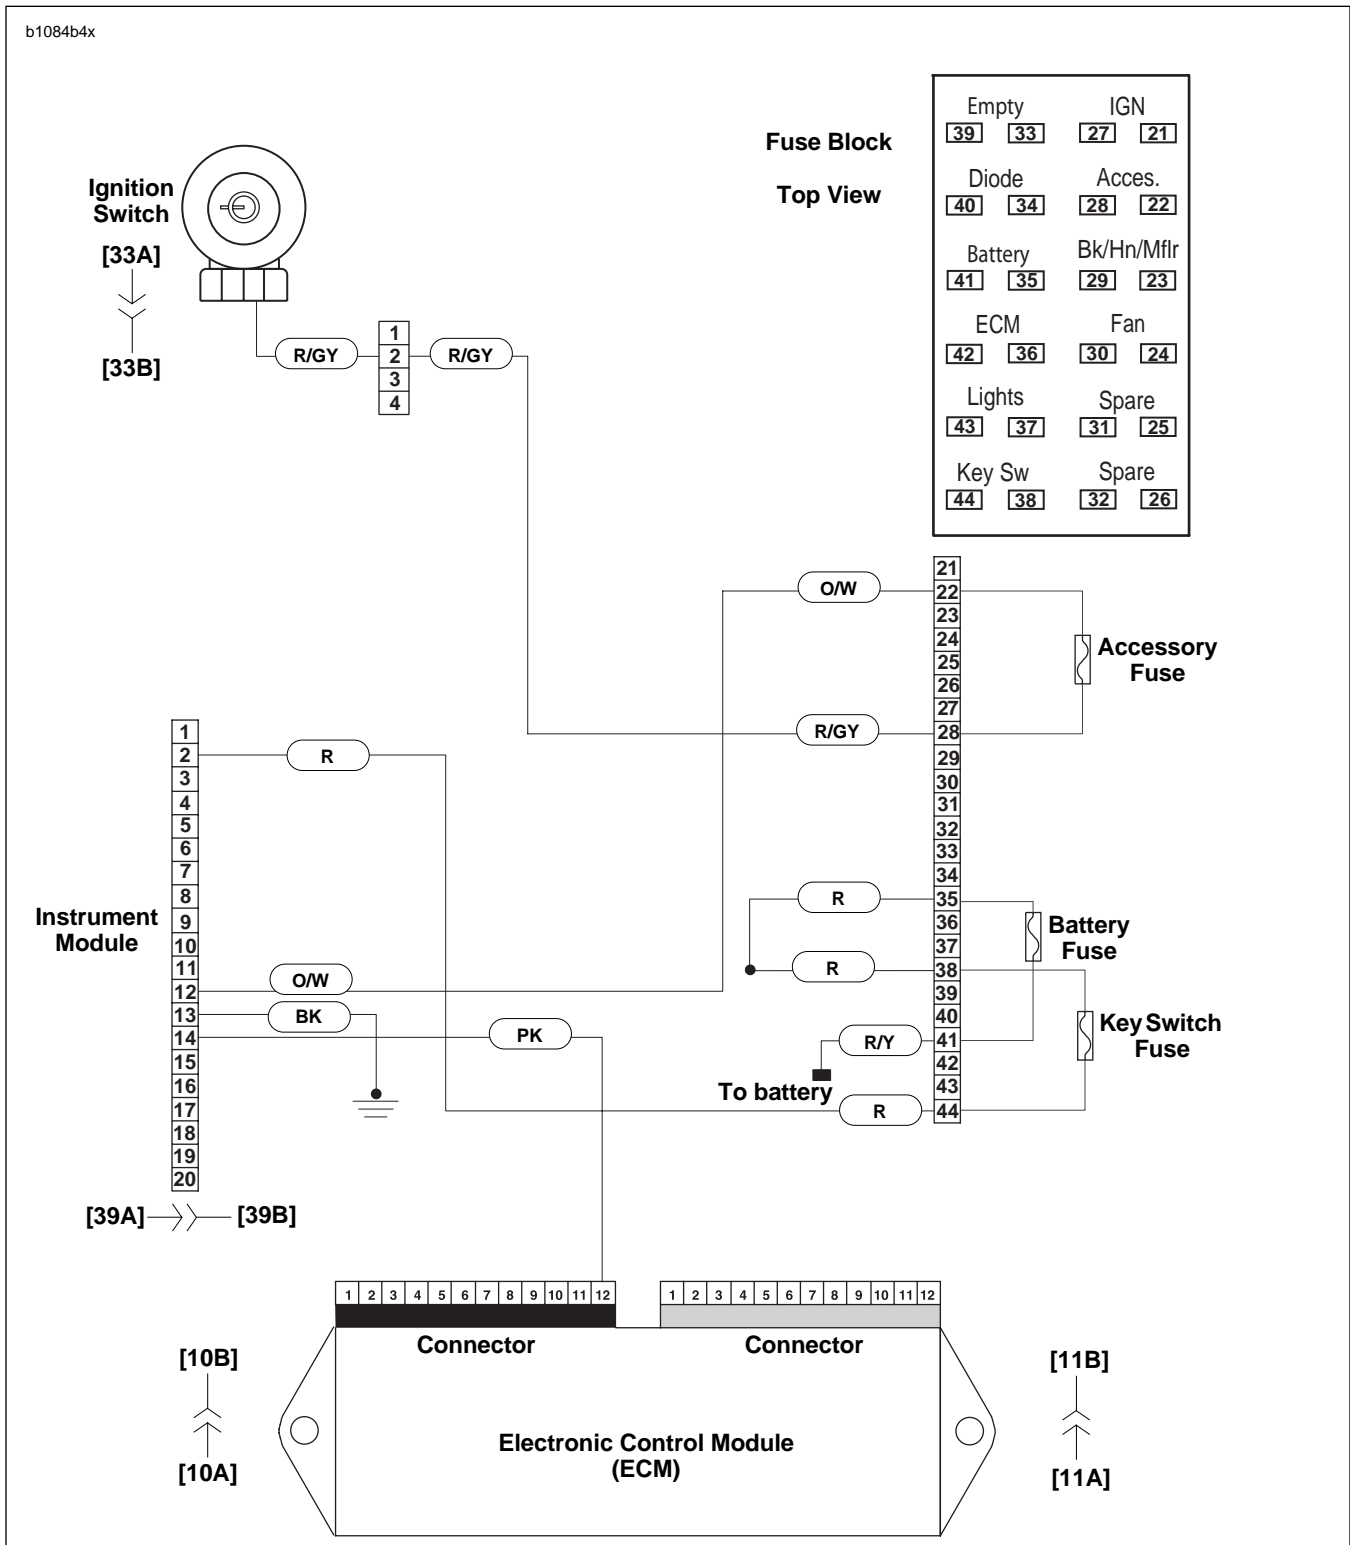 b1084b4x
Fuse Block
Top View
Empty IGN
39 33 27 21
Diode Acces.
40 34 28 22
Battery Bk/Hn/Mflr
41 35 29 23
ECM Fan
42 36 30 24
Lights Spare
43 37 31 25
Key Sw Spare
44 38 32 26
Ignition
Switch
[33A]
[33B]
R/GY
1
2
3
4
R/GY
O/W
R/GY
21
22
23
24
25
26
27
28
29
30
31
32
33
34
35
36
37
38
39
40
41
42
43
44
Accessory
Fuse
R
R
Battery
Fuse
R/Y
To battery
R
Key Switch
Fuse
Instrument
Module
1
2
3
4
5
6
7
8
9
10
11
12
13
14
15
16
17
18
19
20
R
O/W
BK
PK
[39A] [39B]
1 2 3 4 5 6 7 8 9 10 11 12
1 2 3 4 5 6 7 8 9 10 11 12
Connector
Connector
[10B]
[10A]
[11B]
[11A]
Electronic Control Module
(ECM)